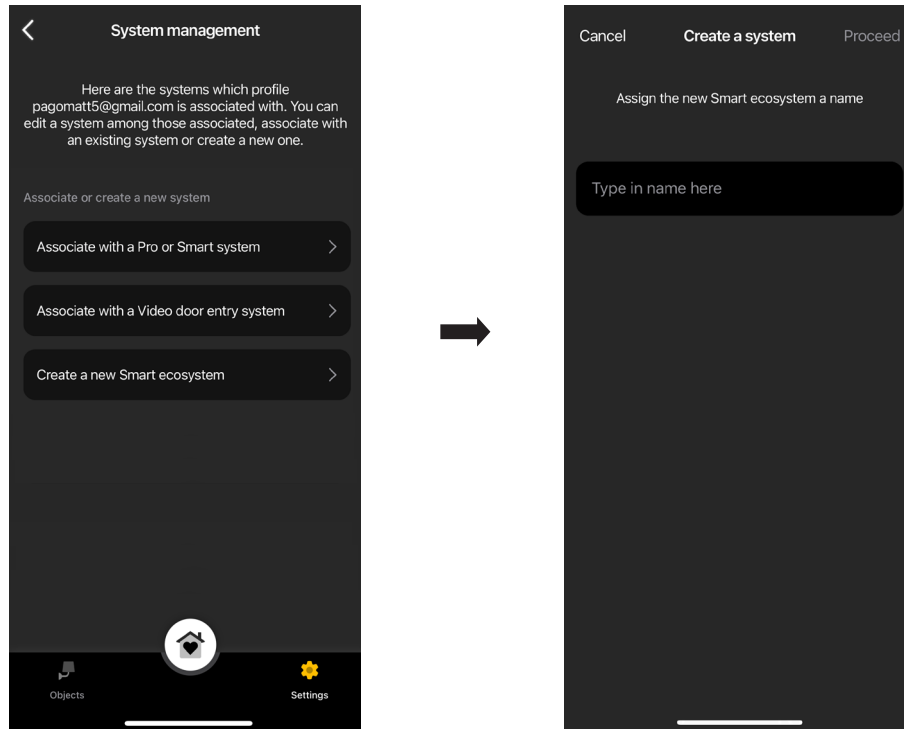 System management
Here are the systems which profile
pagomatt5@gmail.com is associated with. You can
edit a system among those associated, associate with
an existing system or create a new one.
Associate or create a new system
Associate with a Pro or Smart system
Associate with a Video door entry system
Create a new Smart ecosystem
Objects
Settings
Cancel
Create a system
Proceed
Assign the new Smart ecosystem a name
Type in name here